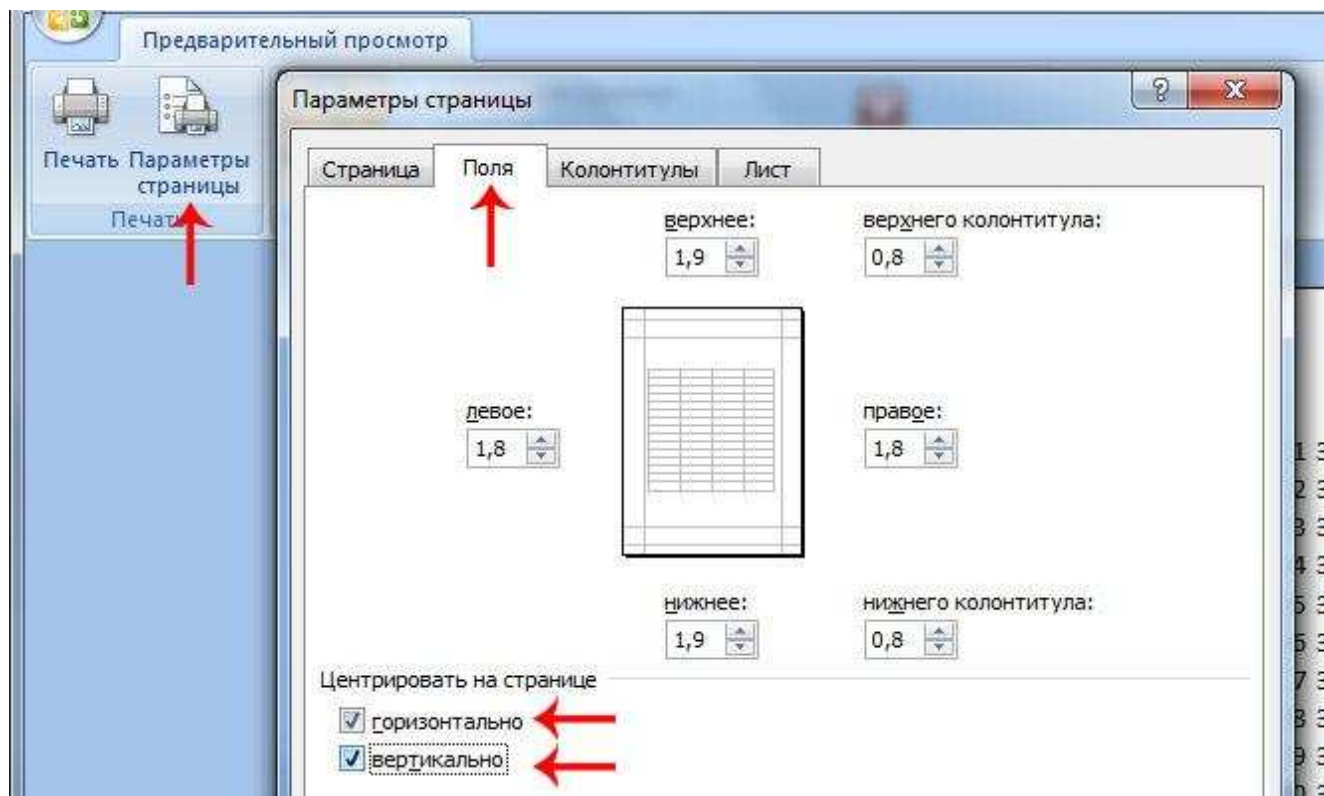 Предварительный просмотр
Параметры страницы
Печать Параметры
страницы
Страница Поля Колонтитулы Лист
верхнее: верхнего колонтитула:
1,9 0,8
левое: правое:
1,8 1,8
нижнее: нижнего колонтитула:
1,9 0,8
Центрировать на странице
горизонтально
вертикально